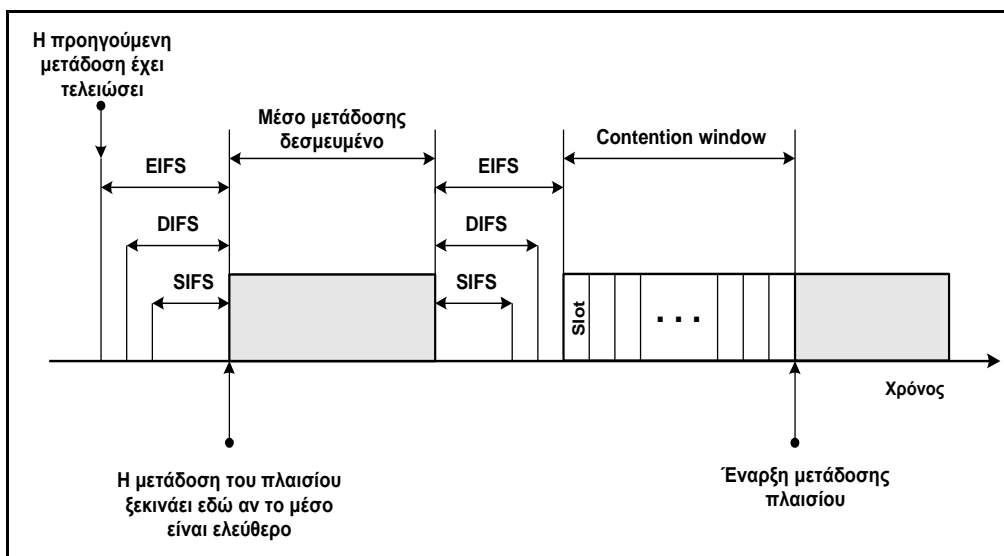 Η προηγούμενη
μετάδοση έχει
τελειώσει
Μέσο μετάδοσης
δεσμευμένο
Contention window
EIFS
EIFS
DIFS
DIFS
SIFS
SIFS
Slot
. . .
Χρόνος
Η μετάδοση του πλαισίου
ξεκινάει εδώ αν το μέσο
είναι ελεύθερο
Έναρξη μετάδοσης
πλαισίου